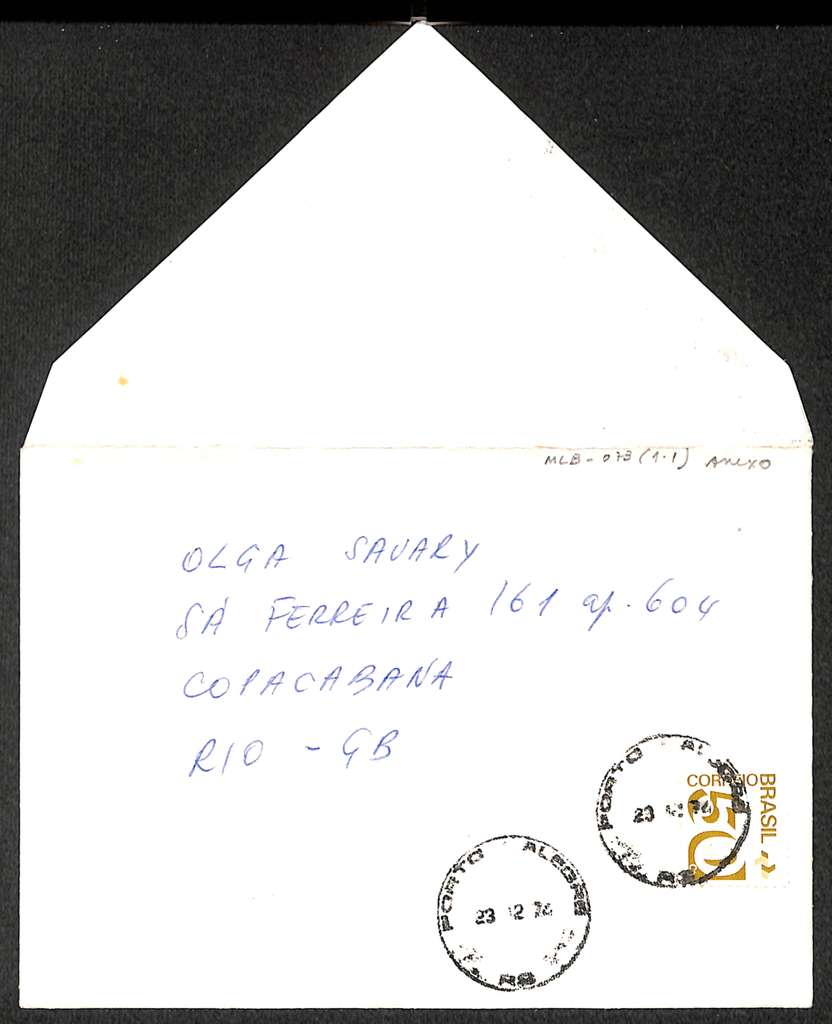 MLB-073 (1.1) Anexo
OLGA SAVARY
SÁ FERREIRA 161 ap. 604
COPACABANA
RIO - GB
CORREIO
BRASIL
50
PORTO ALEGRE
23 12 74
RS
PORTO ALEGRE
23 12 74
RS